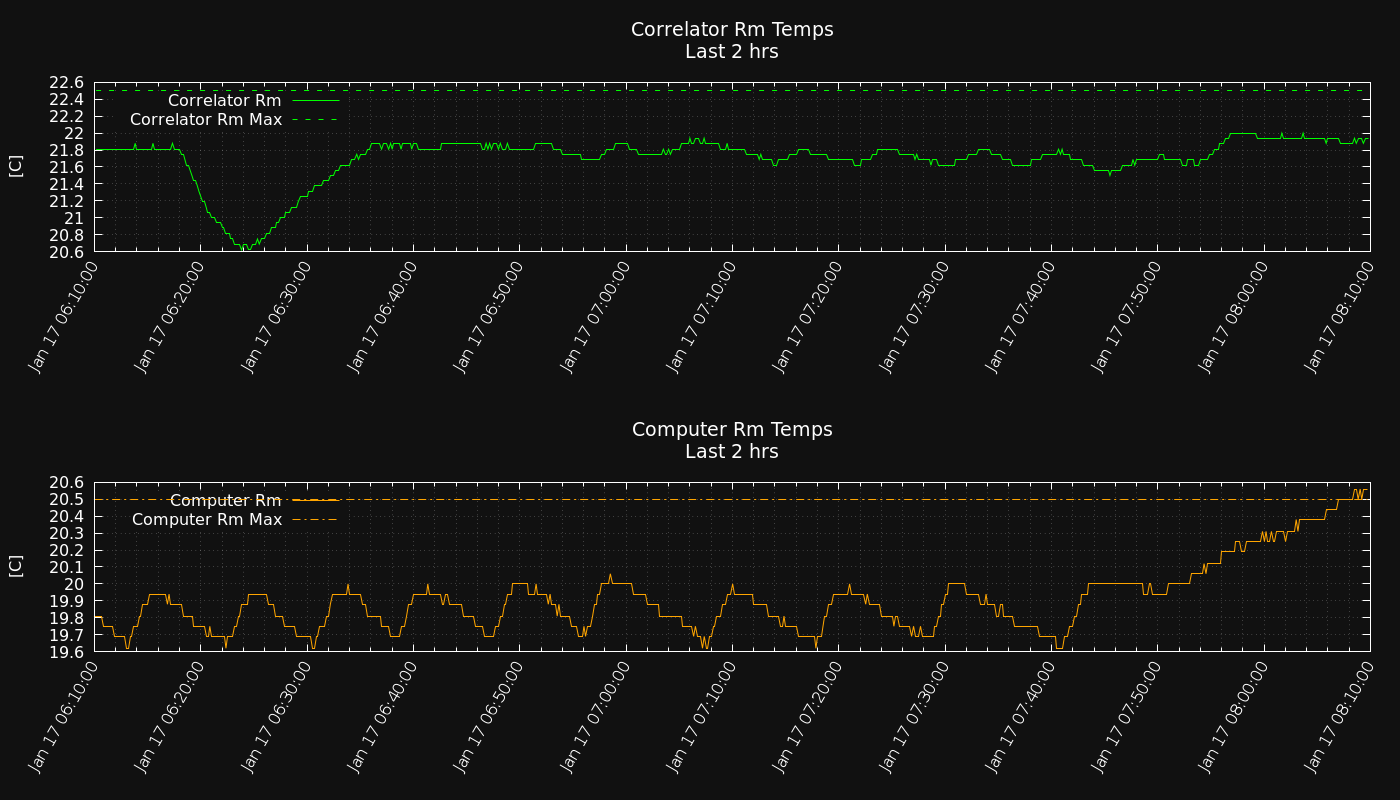 Correlator Rm Temps
Last 2 hrs
22.6
22.4
22.2
22
21.8
21.6
21.4
21.2
21
20.8
20.6
[C]
Correlator Rm
Correlator Rm Max
Jan 17 06:10:00
Jan 17 06:20:00
Jan 17 06:30:00
Jan 17 06:40:00
Jan 17 06:50:00
Jan 17 07:00:00
Jan 17 07:10:00
Jan 17 07:20:00
Jan 17 07:30:00
Jan 17 07:40:00
Jan 17 07:50:00
Jan 17 08:00:00
Jan 17 08:10:00
Computer Rm Temps
Last 2 hrs
20.6
20.5
20.4
20.3
20.2
20.1
20
19.9
19.8
19.7
19.6
[C]
Computer Rm
Computer Rm Max
Jan 17 06:10:00
Jan 17 06:20:00
Jan 17 06:30:00
Jan 17 06:40:00
Jan 17 06:50:00
Jan 17 07:00:00
Jan 17 07:10:00
Jan 17 07:20:00
Jan 17 07:30:00
Jan 17 07:40:00
Jan 17 07:50:00
Jan 17 08:00:00
Jan 17 08:10:00